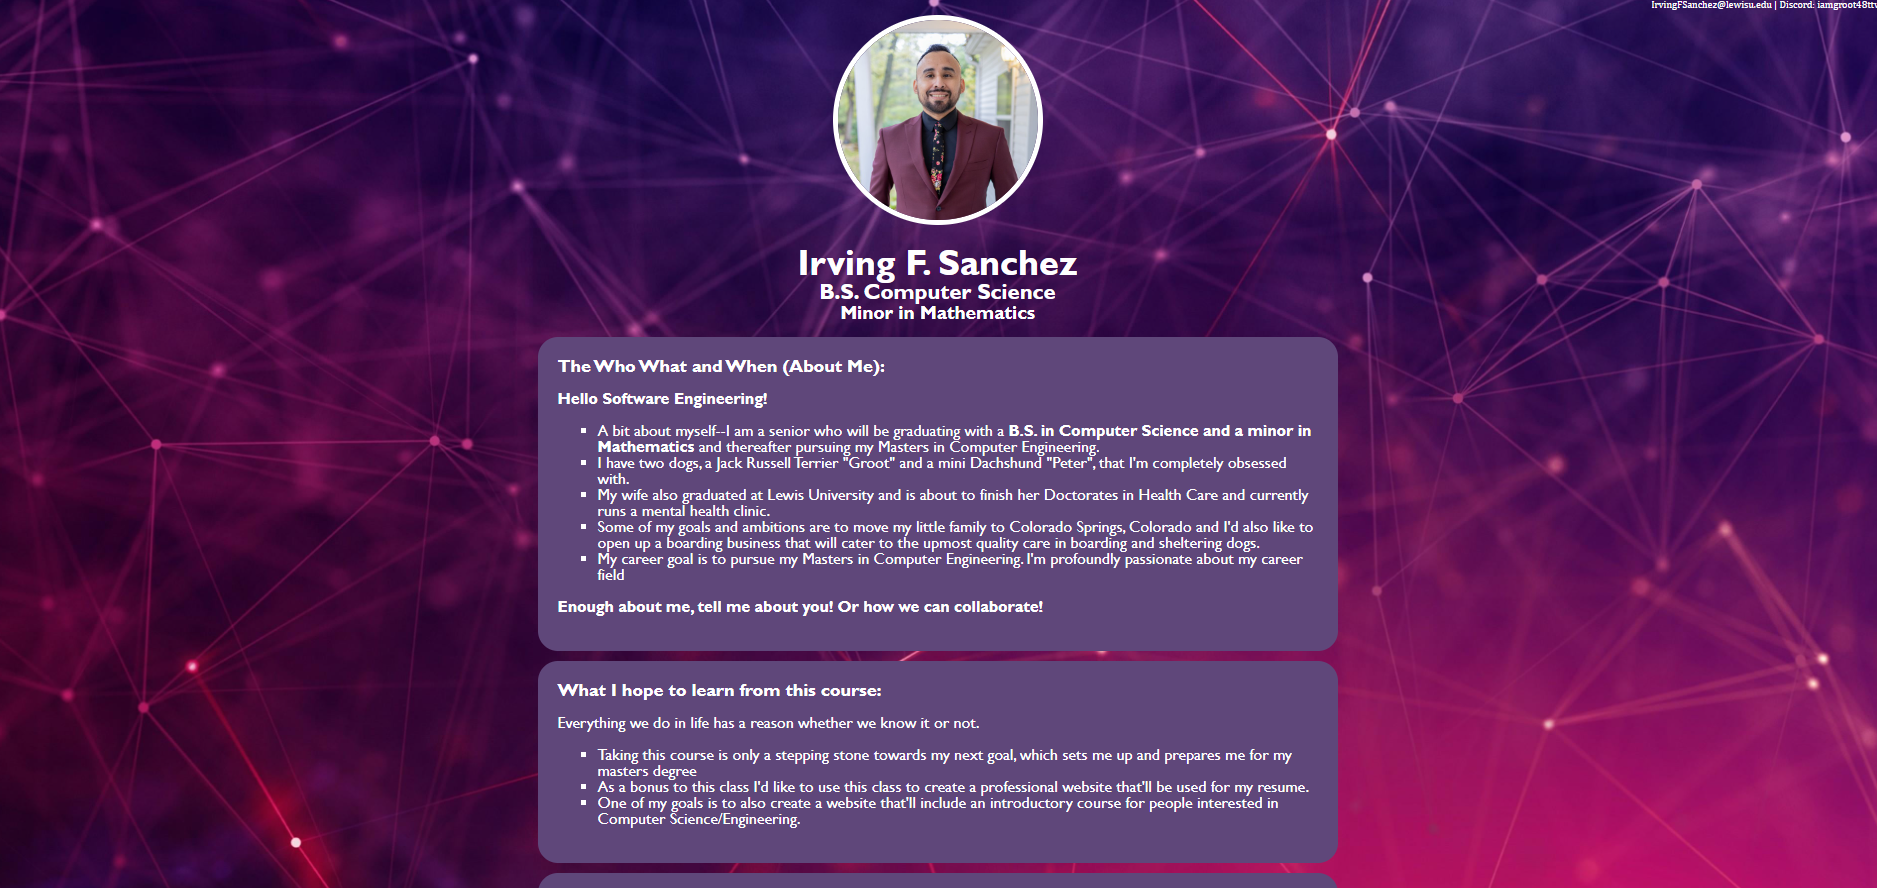 IrvingFSanchez@lewisu.edu | Discord: iamgroot48ttv
Irving F. Sanchez
B.S. Computer Science
Minor in Mathematics
The Who What and When (About Me):
Hello Software Engineering!
A bit about myself--I am a senior who will be graduating with a B.S. in Computer Science and a minor in
Mathematics and thereafter pursuing my Masters in Computer Engineering.
I have two dogs, a Jack Russell Terrier "Groot" and a mini Dachshund "Peter", that I'm completely obsessed
with.
My wife also graduated at Lewis University and is about to finish her Doctorates in Health Care and currently
runs a mental health clinic.
Some of my goals and ambitions are to move my little family to Colorado Springs, Colorado and I'd also like to
open up a boarding business that will cater to the upmost quality care in boarding and sheltering dogs.
My career goal is to pursue my Masters in Computer Engineering. I'm profoundly passionate about my career
field
Enough about me, tell me about you! Or how we can collaborate!
What I hope to learn from this course:
Everything we do in life has a reason whether we know it or not.
Taking this course is only a stepping stone towards my next goal, which sets me up and prepares me for my
masters degree
As a bonus to this class I'd like to use this class to create a professional website that'll be used for my resume.
One of my goals is to also create a website that'll include an introductory course for people interested in
Computer Science/Engineering.